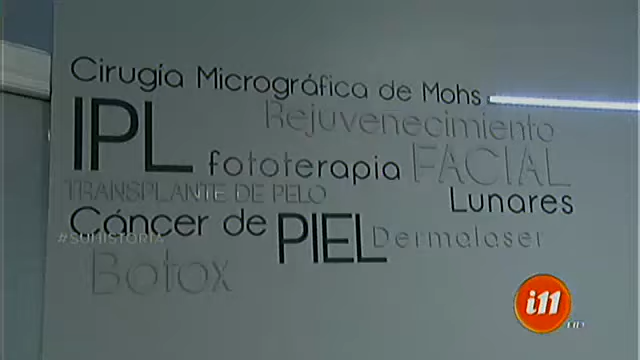 Cirugía Micrográfica de Mohs
Rejuvenecimiento
IPL fototerapia FACIAL
TRANSPLANTE DE PELO
Lunares
Cáncer de PIEL Dermalaser
#SUHISTORIA
Botox
i11
HD